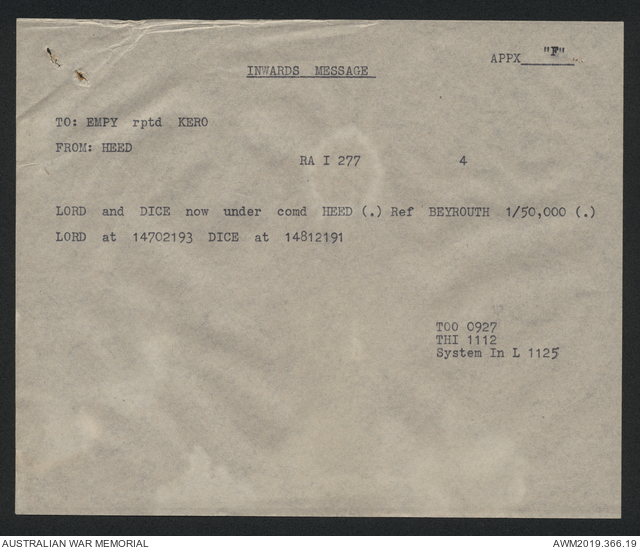 APPX "F"
INWARDS MESSAGE
TO: EMPY rptd KERO
FROM: HEED
RA I 277 4
LORD and DICE now under comd HEED (.) Ref BEYROUTH 1/50,000 (.)
LORD at 14702193 DICE at 14812191
TOO 0927
THI 1112
System In L 1125
AUSTRALIAN WAR MEMORIAL AWM2019.366.19